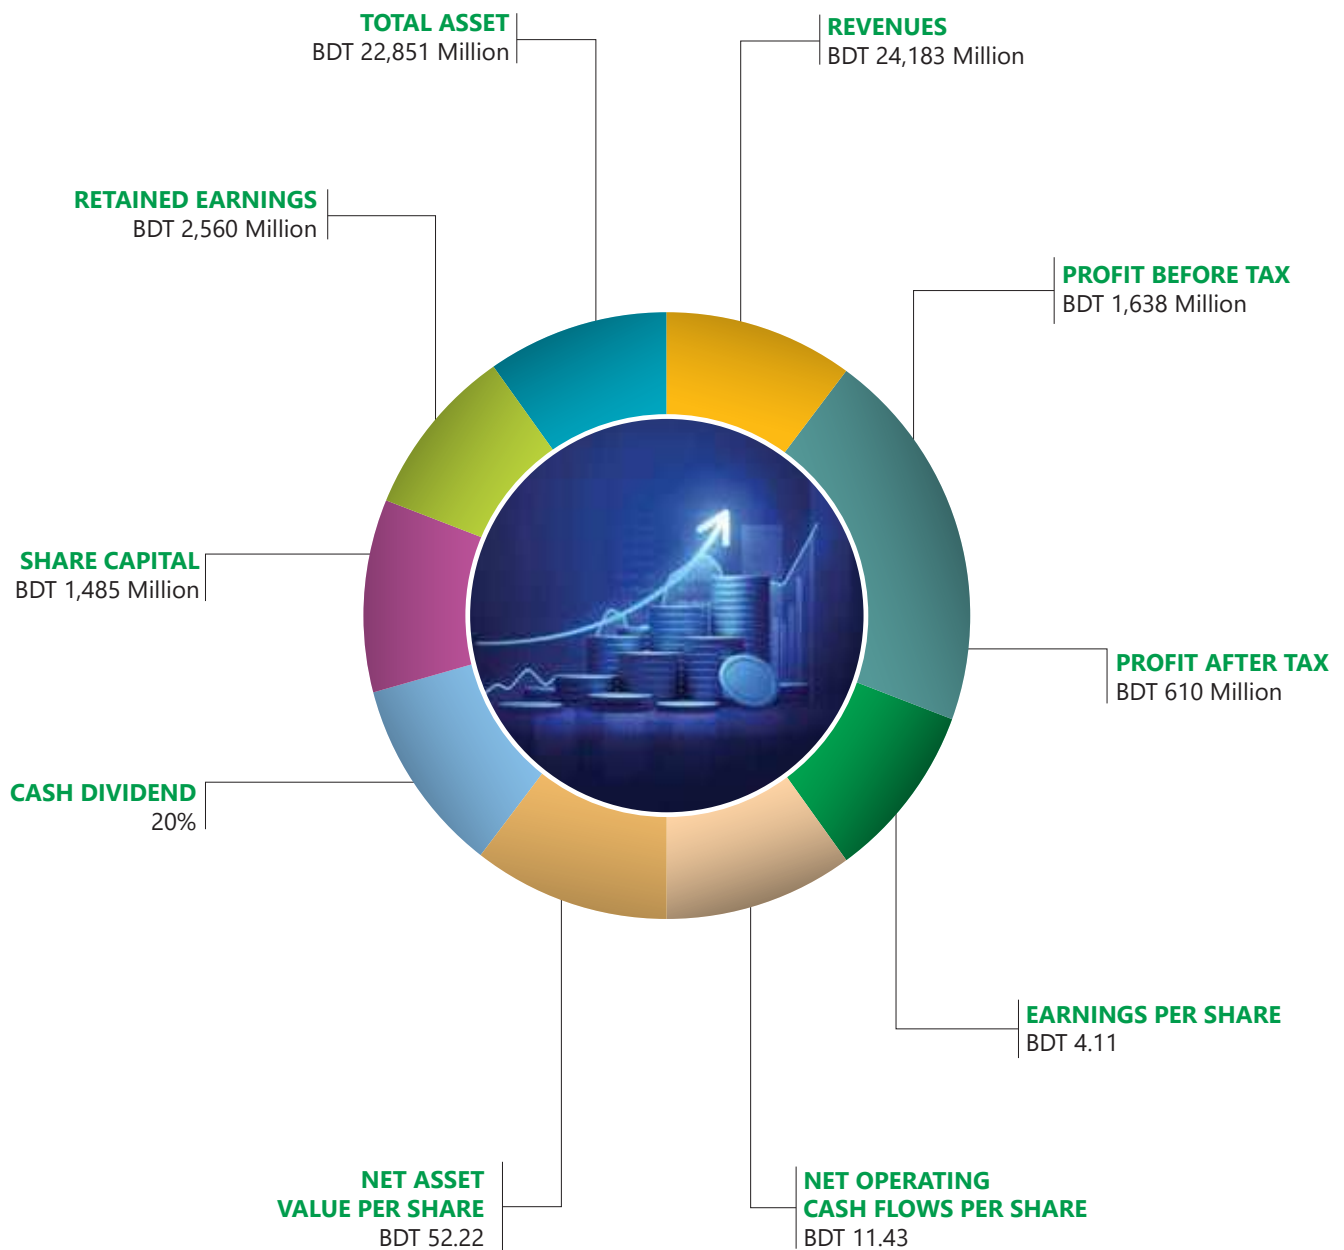 TOTAL ASSET
BDT 22,851 Million
REVENUES
BDT 24,183 Million
RETAINED EARNINGS
BDT 2,560 Million
PROFIT BEFORE TAX
BDT 1,638 Million
SHARE CAPITAL
BDT 1,485 Million
PROFIT AFTER TAX
BDT 610 Million
CASH DIVIDEND
20%
EARNINGS PER SHARE
BDT 4.11
NET ASSET
VALUE PER SHARE
BDT 52.22
NET OPERATING
CASH FLOWS PER SHARE
BDT 11.43